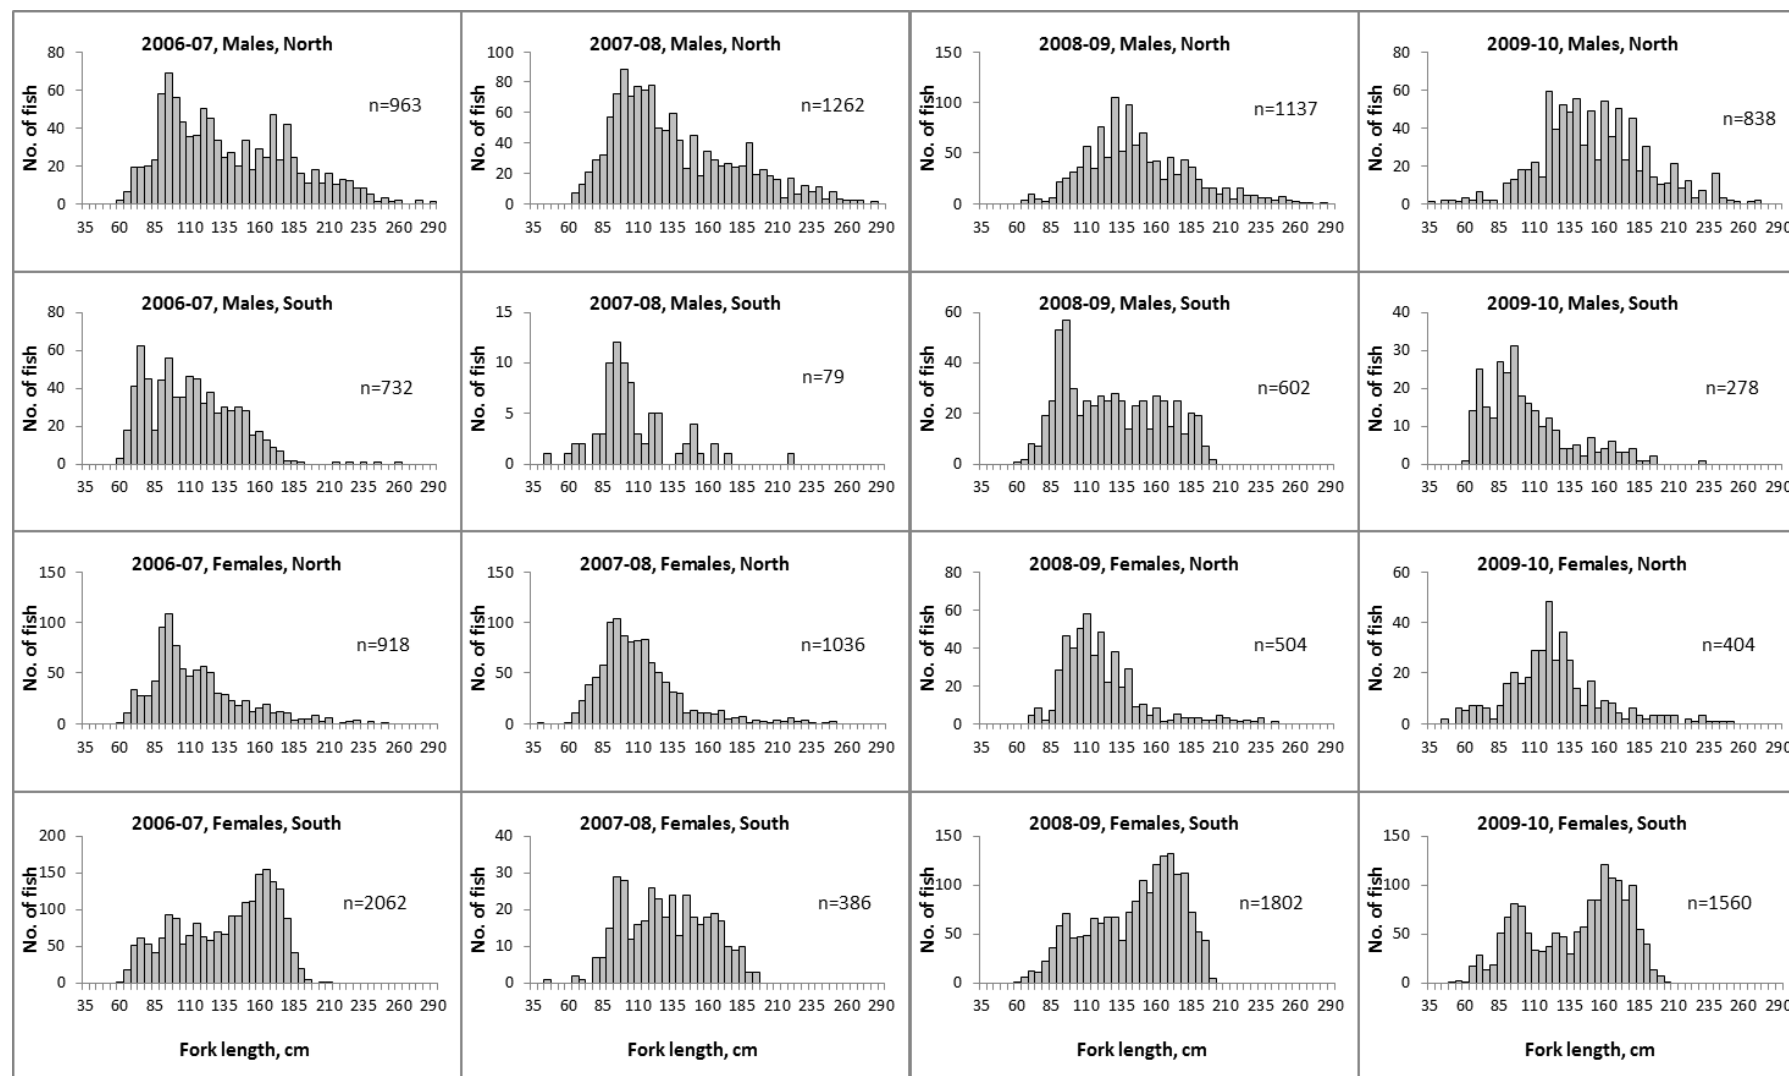 2006-07, Males, North
No. of fish
80
60
40
20
0
n=963
35 60 85 110 135 160 185 210 235 260 290
2007-08, Males, North
No. of fish
100
80
60
40
20
0
n=1262
35 60 85 110 135 160 185 210 235 260 290
2008-09, Males, North
No. of fish
150
100
50
0
n=1137
35 60 85 110 135 160 185 210 235 260 290
2009-10, Males, North
No. of fish
80
60
40
20
0
n=838
35 60 85 110 135 160 185 210 235 260 290
2006-07, Males, South
No. of fish
80
60
40
20
0
n=732
35 60 85 110 135 160 185 210 235 260 290
2007-08, Males, South
No. of fish
15
10
5
0
n=79
35 60 85 110 135 160 185 210 235 260 290
2008-09, Males, South
No. of fish
60
40
20
0
n=602
35 60 85 110 135 160 185 210 235 260 290
2009-10, Males, South
No. of fish
40
30
20
10
0
n=278
35 60 85 110 135 160 185 210 235 260 290
2006-07, Females, North
No. of fish
150
100
50
0
n=918
35 60 85 110 135 160 185 210 235 260 290
2007-08, Females, North
No. of fish
150
100
50
0
n=1036
35 60 85 110 135 160 185 210 235 260 290
2008-09, Females, North
No. of fish
80
60
40
20
0
n=504
35 60 85 110 135 160 185 210 235 260 290
2009-10, Females, North
No. of fish
60
40
20
0
n=404
35 60 85 110 135 160 185 210 235 260 290
2006-07, Females, South
No. of fish
200
150
100
50
0
n=2062
35 60 85 110 135 160 185 210 235 260 290
Fork length, cm
2007-08, Females, South
No. of fish
40
30
20
10
0
n=386
35 60 85 110 135 160 185 210 235 260 290
Fork length, cm
2008-09, Females, South
No. of fish
150
100
50
0
n=1802
35 60 85 110 135 160 185 210 235 260 290
Fork length, cm
2009-10, Females, South
No. of fish
150
100
50
0
n=1560
35 60 85 110 135 160 185 210 235 260 290
Fork length, cm